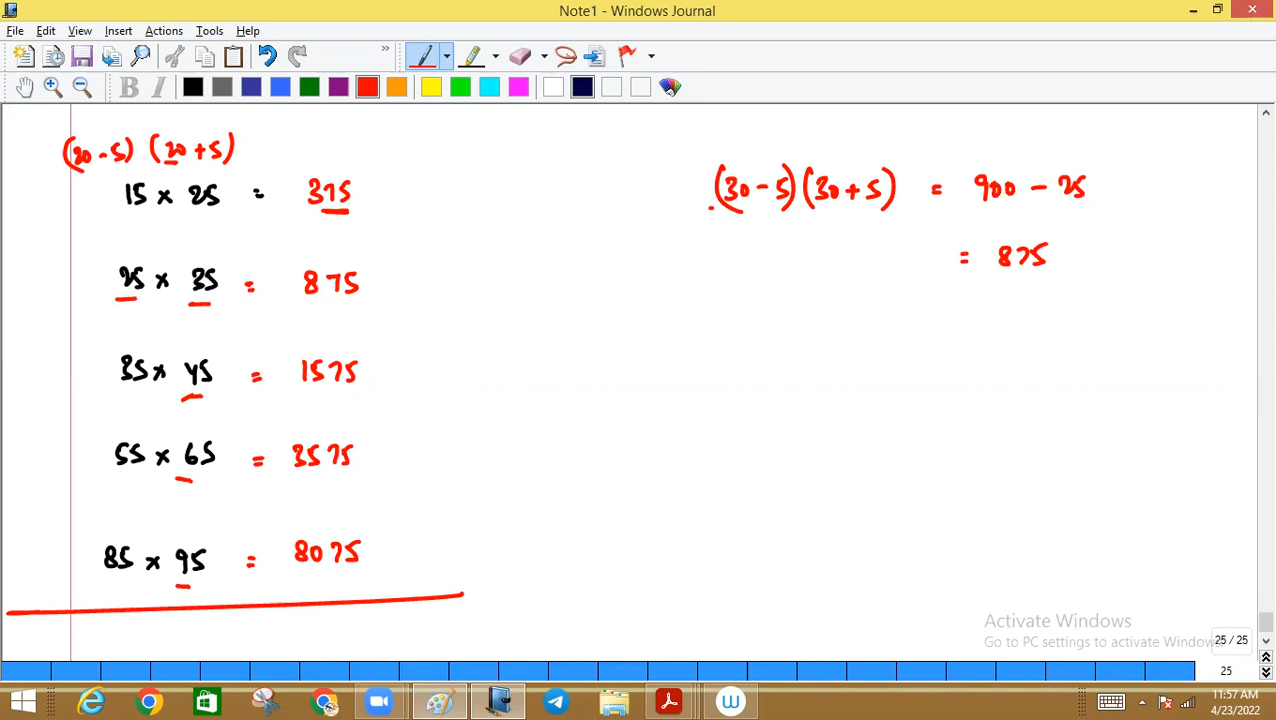 Note1 - Windows Journal
File Edit View Insert Actions Tools Help
B I
(20-5) (20+5)
15 × 25 = 375
(30-5)(30+5) = 900 - 25
= 875
25 × 35 = 875
35 × 45 = 1575
55 × 65 = 3575
85 × 95 = 8075
Activate Windows
Go to PC settings to activate Windows.
25 / 25
25
11:57 AM
4/23/2022